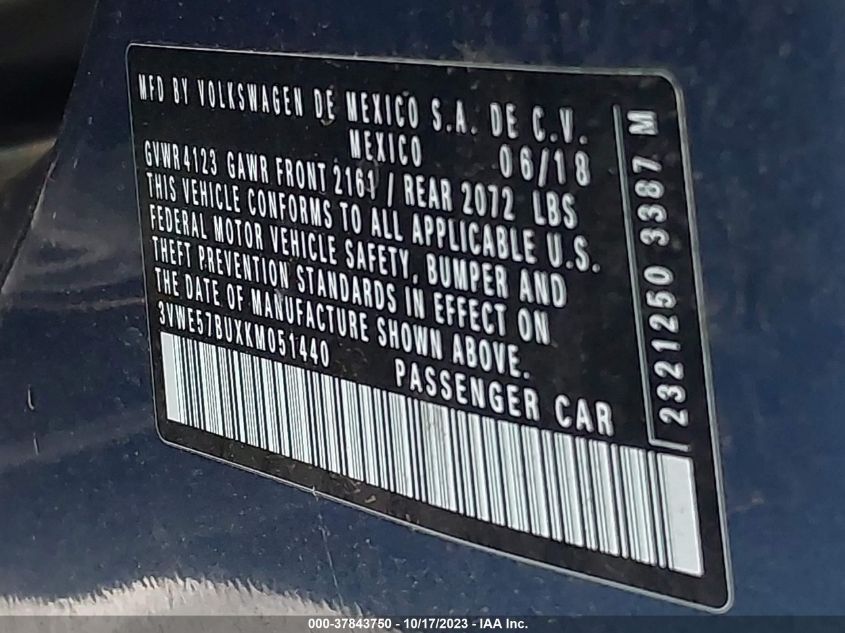 MFD BY VOLKSWAGEN DE MEXICO S.A. DE C.V.
MEXICO 06/18
GVWR4123 GAWR FRONT 2161 / REAR 2072 LBS
THIS VEHICLE CONFORMS TO ALL APPLICABLE U.S.
FEDERAL MOTOR VEHICLE SAFETY, BUMPER AND
THEFT PREVENTION STANDARDS IN EFFECT ON
THE DATE OF MANUFACTURE SHOWN ABOVE.
3VWE57BUXKM051440
PASSENGER CAR
2321250 3387 M
000-37843750 - 10/17/2023 - IAA Inc.